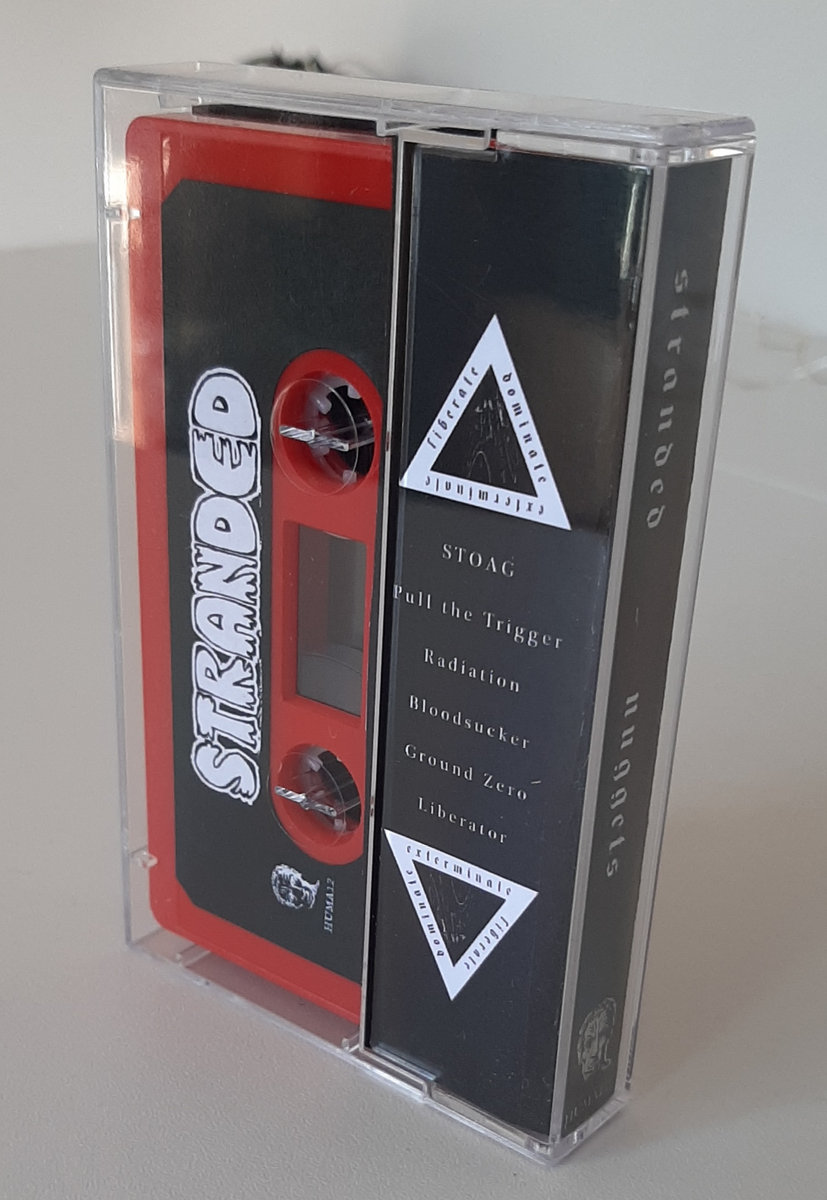 STRANDED
HUMA12
liberate
dominate
exterminate
STOAG
Pull the Trigger
Radiation
Bloodsucker
Ground Zero
Liberator
exterminate
liberate
dominate
stranded - nuggets